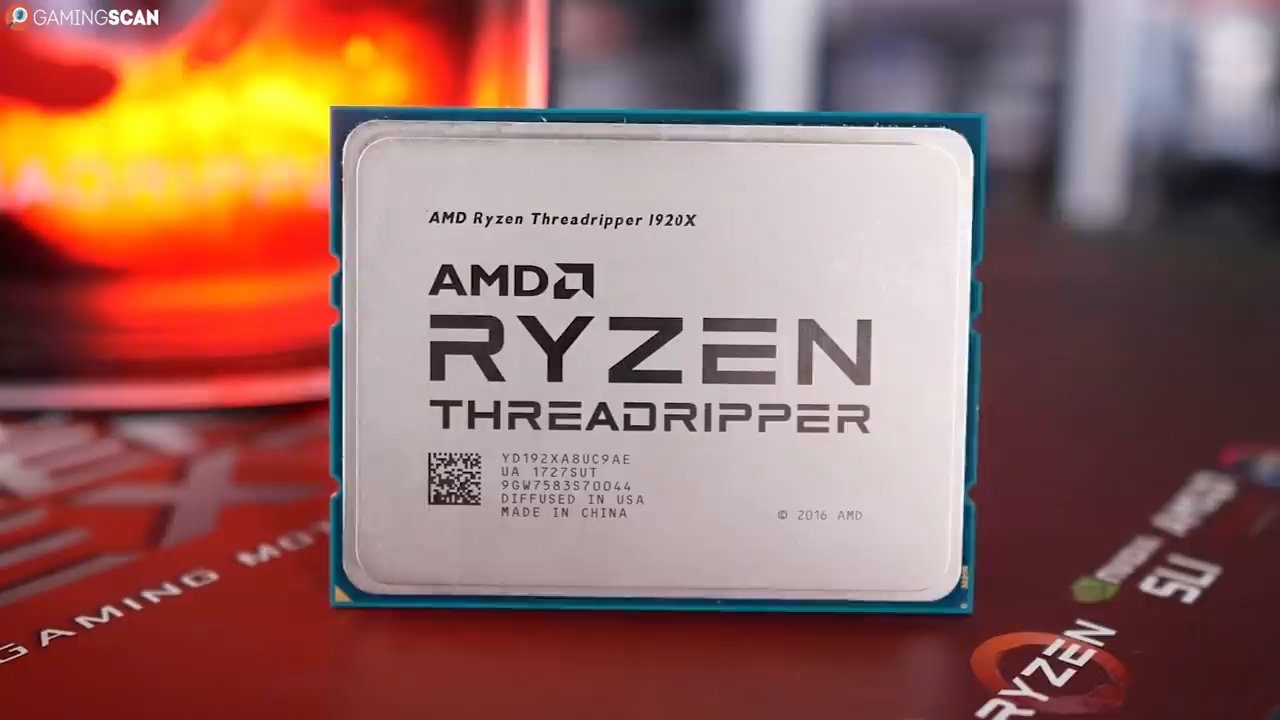 GAMINGSCAN
AMD Ryzen Threadripper 1920X
AMD
RYZEN
THREADRIPPER
YD192XA8UC9AE
UA 1727SUT
9GW7583S70044
DIFFUSED IN USA
MADE IN CHINA
© 2016 AMD
GAMING
SLI
RYZEN